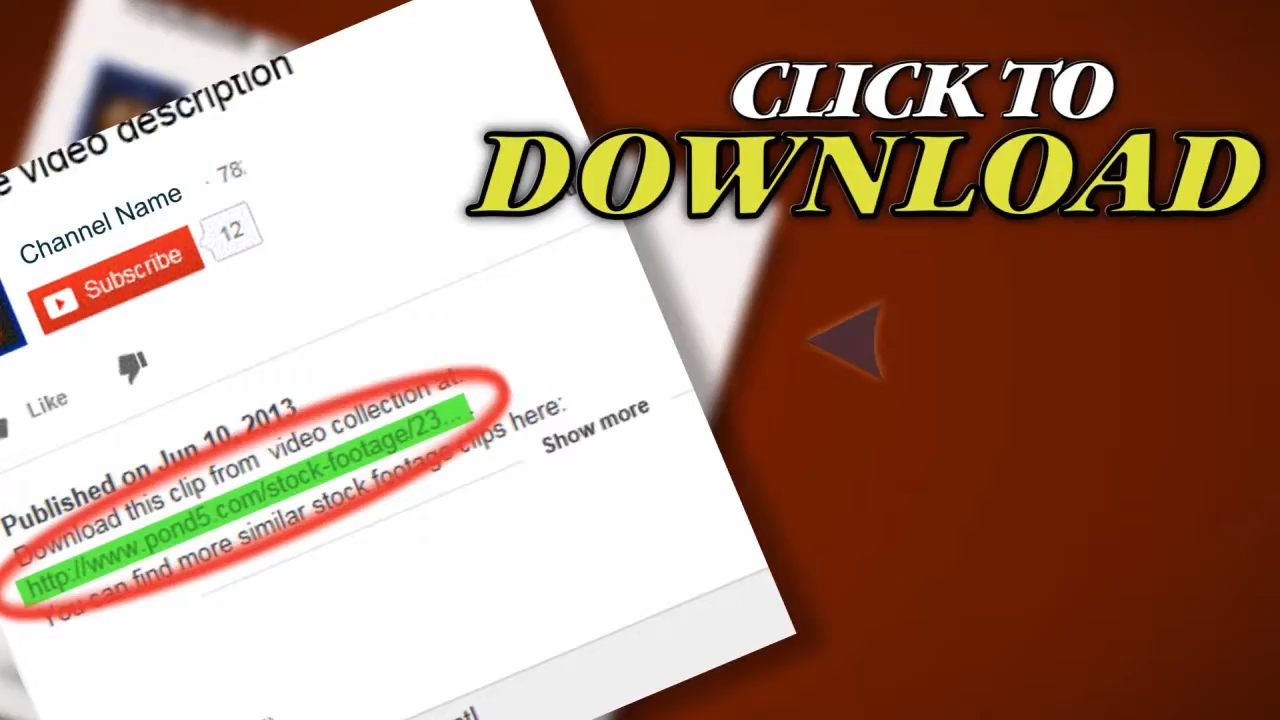 CLICK TO
DOWNLOAD
video description
Channel Name
Subscribe
12
Like
Published on Jun 10, 2013
Download this clip from video collection at:
http://www.pond5.com/stock-footage/23...
You can find more similar stock footage clips here:
Show more